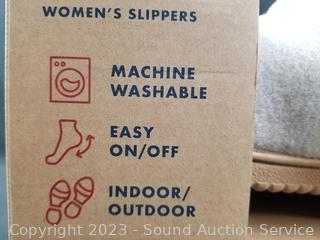 WOMEN'S SLIPPERS
MACHINE
WASHABLE
EASY
ON/OFF
INDOOR/
OUTDOOR
Copyright 2023 - Sound Auction Service